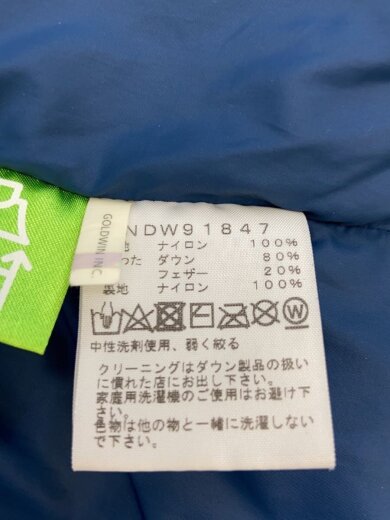 GOLDWIN INC.
NDW91847
地 ナイロン 100%
った ダウン 80%
フェザー 20%
裏地 ナイロン 100%
W
中性洗剤使用、弱く絞る
クリーニングはダウン製品の扱い
に慣れた店にお出し下さい。
家庭用洗濯機のご使用はお避け下
さい。
色物は他の物と一緒に洗濯しない
で下さい。